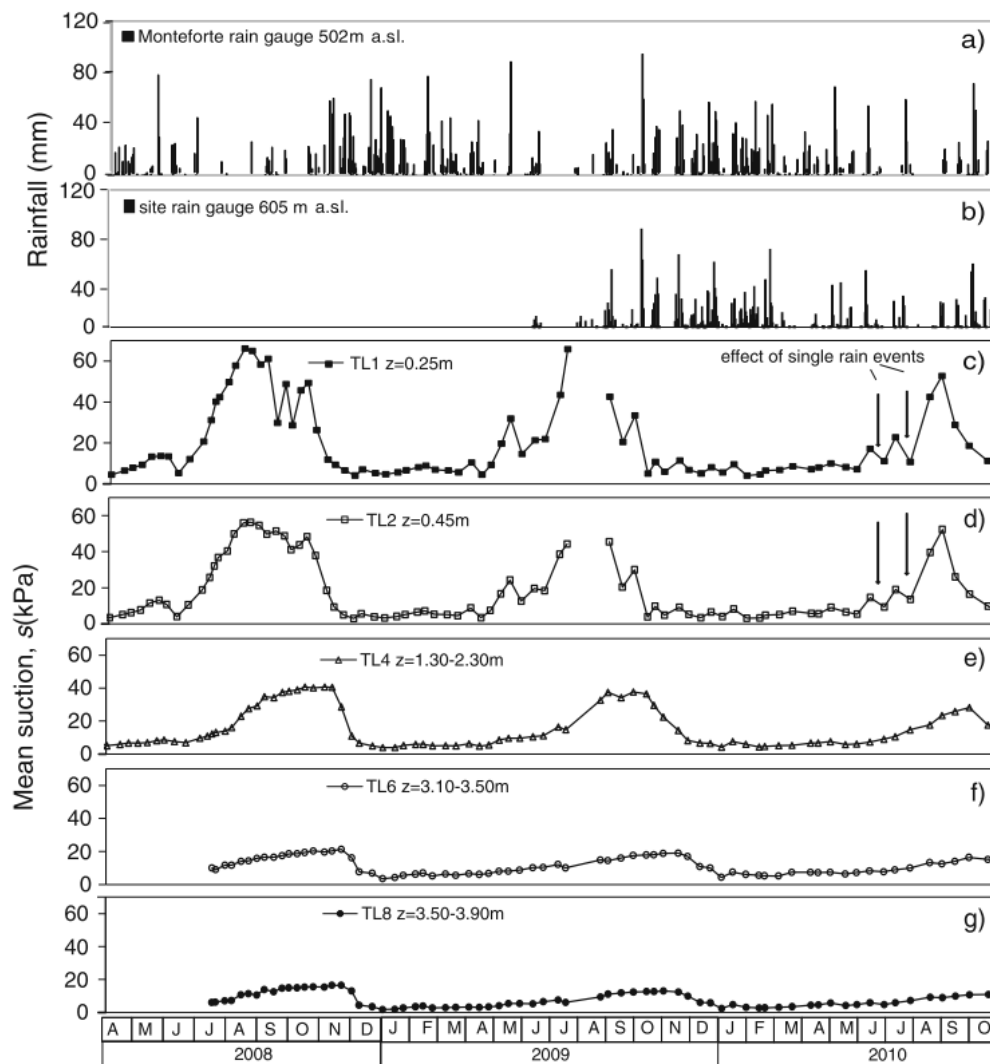 120
80
40
0
Monteforte rain gauge 502m a.sl.
a)
Rainfall (mm)
120
80
40
0
site rain gauge 605 m a.sl.
b)
60
40
20
0
TL1 z=0.25m
effect of single rain events
c)
60
40
20
0
TL2 z=0.45m
d)
Mean suction, s(kPa)
60
40
20
0
TL4 z=1.30-2.30m
e)
60
40
20
0
TL6 z=3.10-3.50m
f)
60
40
20
0
TL8 z=3.50-3.90m
g)
A M J J A S O N D J F M A M J J A S O N D J F M A M J J A S O
2008 2009 2010